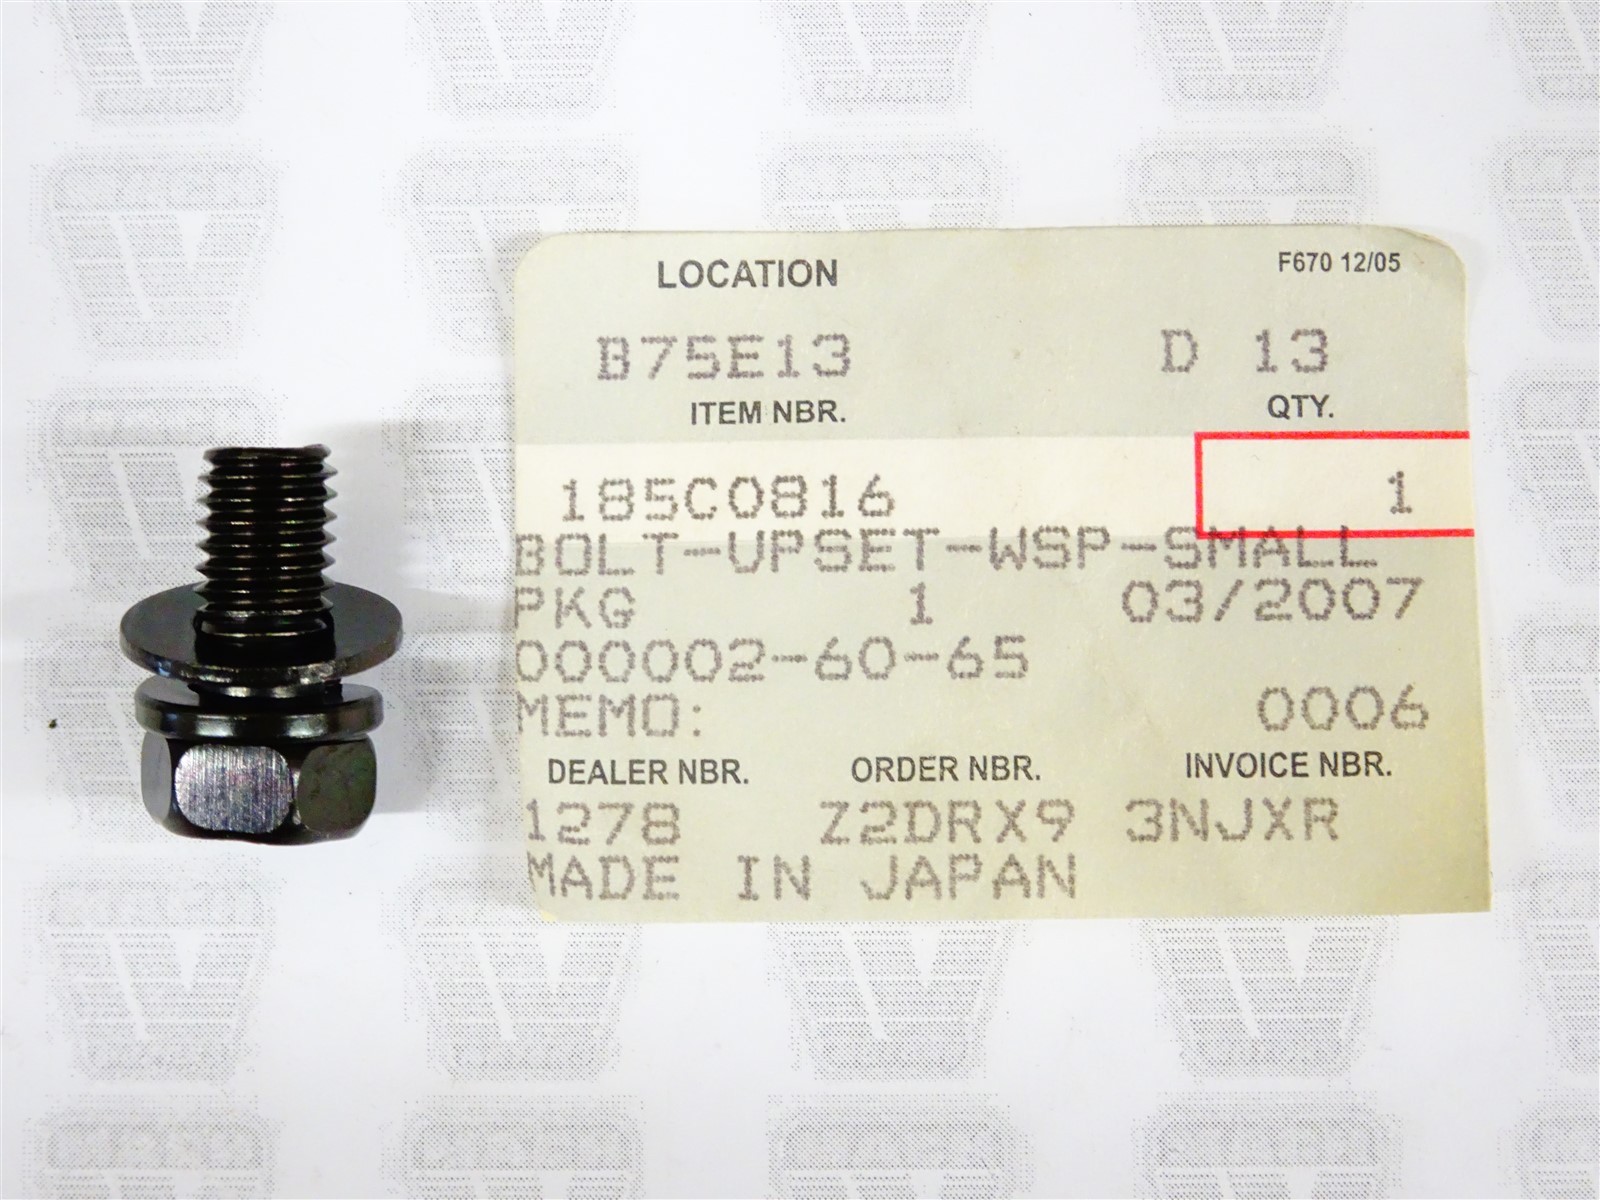 LOCATION F670 12/05
B75E13 D 13
ITEM NBR. QTY.
185C0816 1
BOLT-UPSET-WSP-SMALL
PKG 1 03/2007
000002-60-65
MEMO: 0006
DEALER NBR. ORDER NBR. INVOICE NBR.
1278 Z2DRX9 3NJXR
MADE IN JAPAN